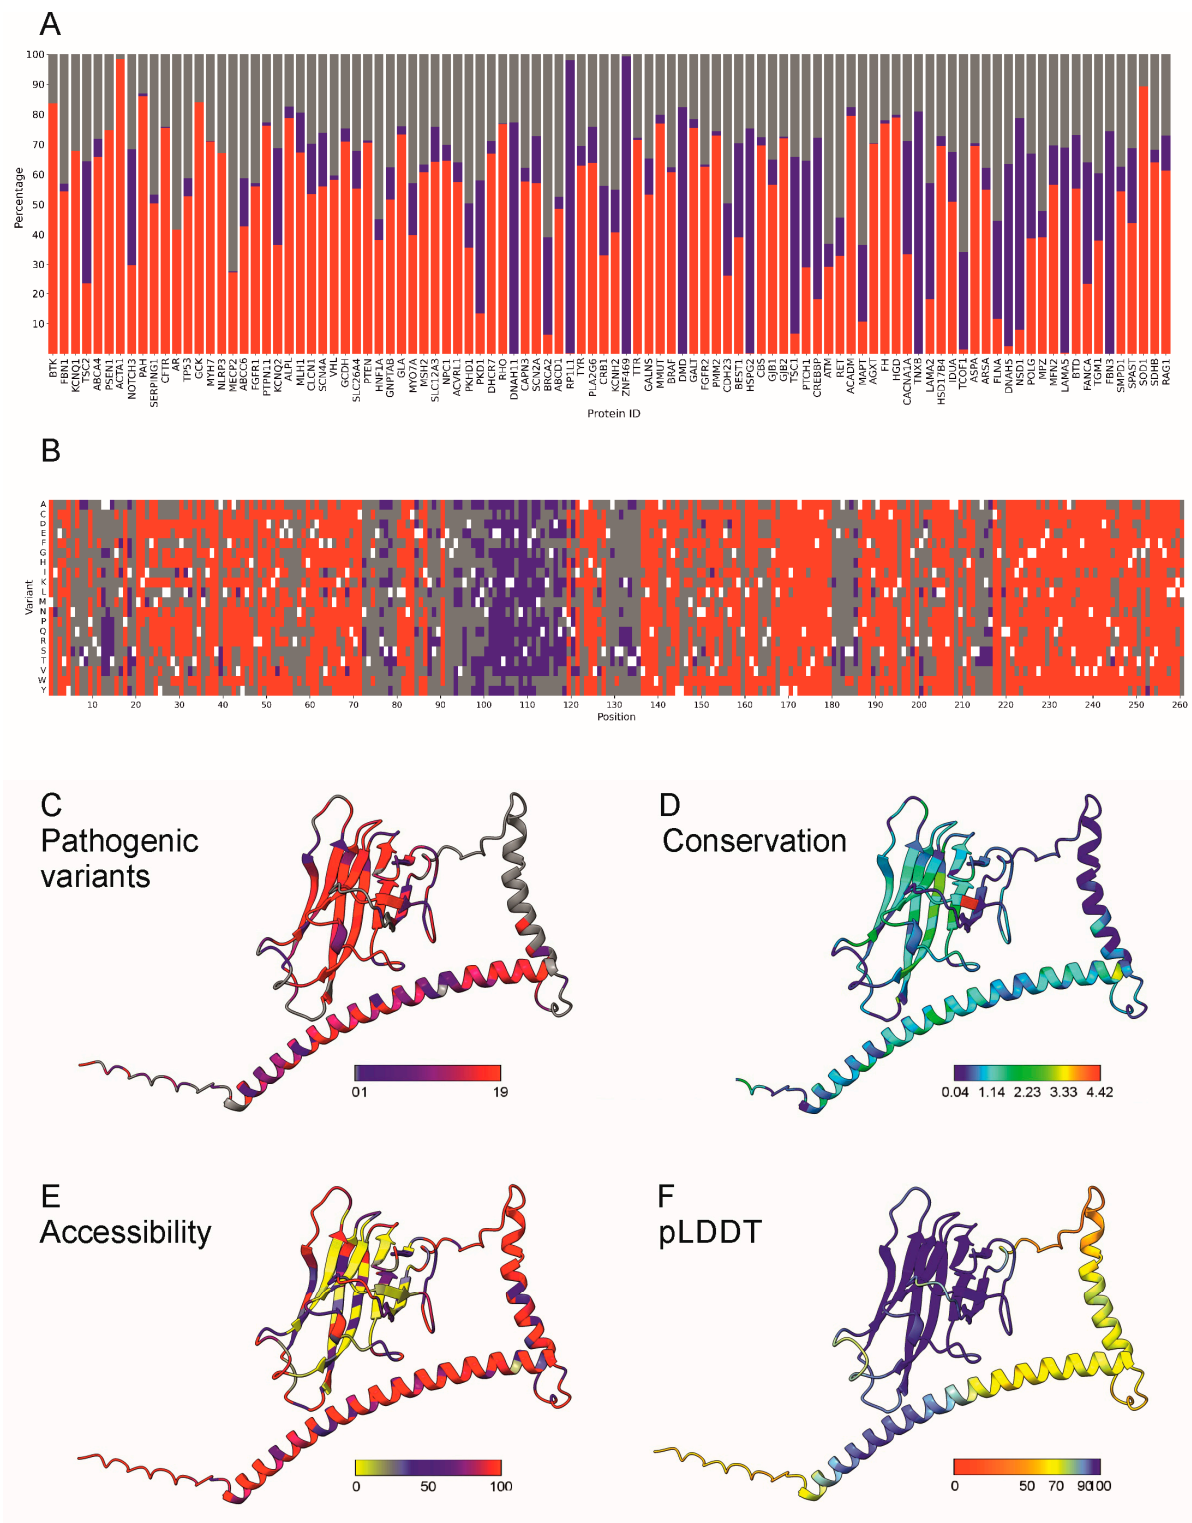 A
100
90
80
70
60
50
40
30
20
10
Percentage
BTK FBN1 KCNQ1 TSC2 ABCA4 PSEN1 ACTA1 PAH NOTCH3 SERPING1 CFTR AR TP53 GCK MYH7 NLRP3 MECP2 ABCC6 FGFR1 PTPN11 KCNQ2 ALPL MLH1 CLCN1 SCN4A VHL GCDH SLC26A4 PTEN HNF1A GNPTAB GLA MYO7A MSH2 SLC12A3 NPC1 ACVRL1 PKHD1 PKD1 DHCR7 RHO DNAH11 CAPN3 SCN2A BRCA2 ABCD1 RP1L1 TYR PLA2G6 CRB1 KCNH2 ZNF469 TTR GALNS MMUT BRAF DMD GALT FGFR2 PMM2 CDH23 BEST1 HSPG2 CBS GJB1 GJB2 TSC1 PTCH1 CREBBP ATM RET ACADM MAPT AGXT FH HGD CACNA1A TNXB LAMA2 HSD17B4 IDUA TCOF1 ASPA ARSA FLNA DNAH5 NSD1 POLG MPZ MFN2 LAMA5 BTD FANCA TGM1 FBN3 SMPD1 SPAST SOD1 SDHB RAG1
Protein ID
B
A
C
D
E
F
G
H
I
K
L
M
N
P
Q
R
S
T
V
W
Y
Variant
10 20 30 40 50 60 70 80 90 100 110 120 130 140 150 160 170 180 190 200 210 220 230 240 250 260
Position
C
Pathogenic
variants
01 19
D
Conservation
0.04 1.14 2.23 3.33 4.42
E
Accessibility
0 50 100
F
pLDDT
0 50 70 90100